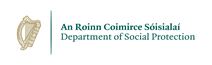 An Roinn Coimirce Sóisialaí
Department of Social Protection